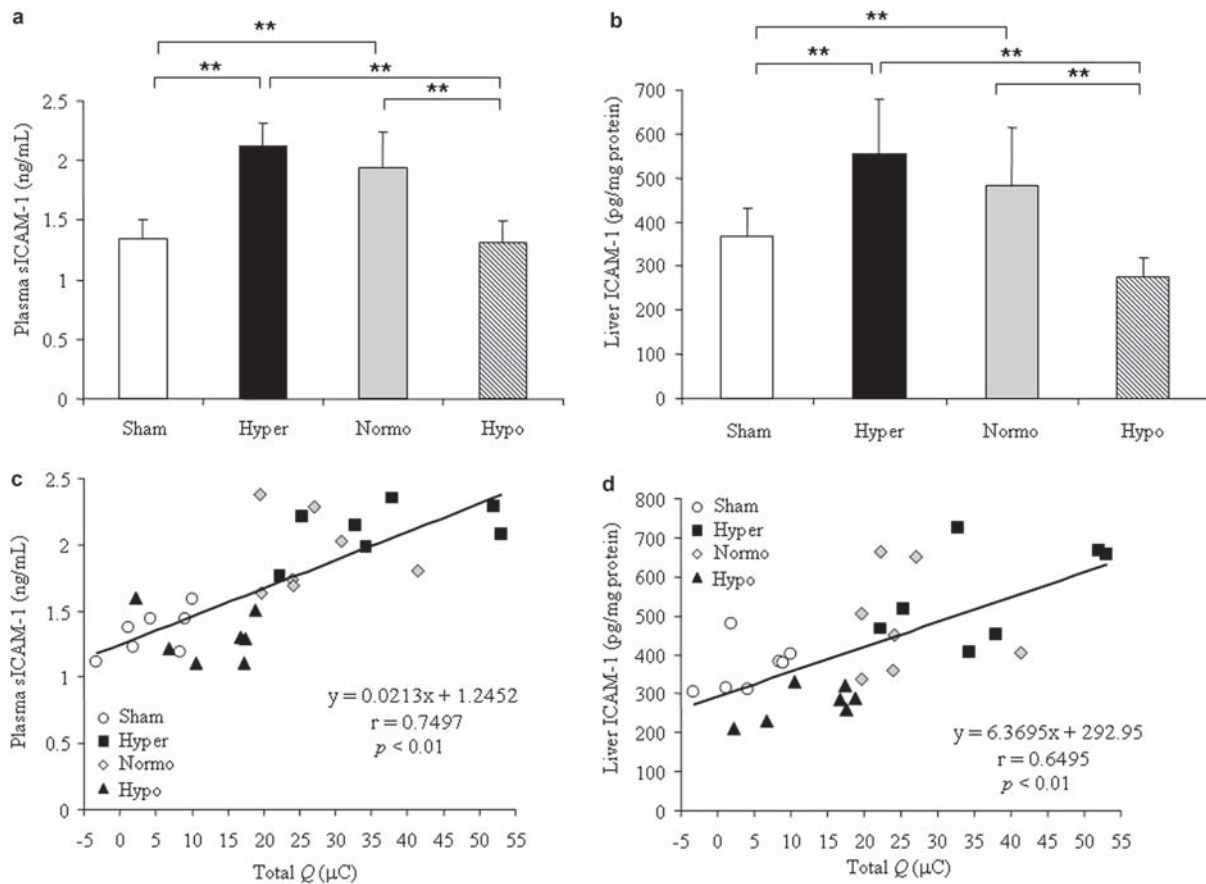 a
**
**
**
**
Plasma sICAM-1 (ng/mL)
2.5
2
1.5
1
0.5
0
Sham Hyper Normo Hypo
b
**
**
**
**
Liver ICAM-1 (pg/mg protein)
700
600
500
400
300
200
100
0
Sham Hyper Normo Hypo
c
Plasma sICAM-1 (ng/mL)
2.5
2
1.5
1
0.5
0
y = 0.0213x + 1.2452
r = 0.7497
p < 0.01
Sham
Hyper
Normo
Hypo
-5 0 5 10 15 20 25 30 35 40 45 50 55
Total Q (μC)
d
Liver ICAM-1 (pg/mg protein)
800
700
600
500
400
300
200
100
0
Sham
Hyper
Normo
Hypo
y = 6.3695x + 292.95
r = 0.6495
p < 0.01
-5 0 5 10 15 20 25 30 35 40 45 50 55
Total Q (μC)